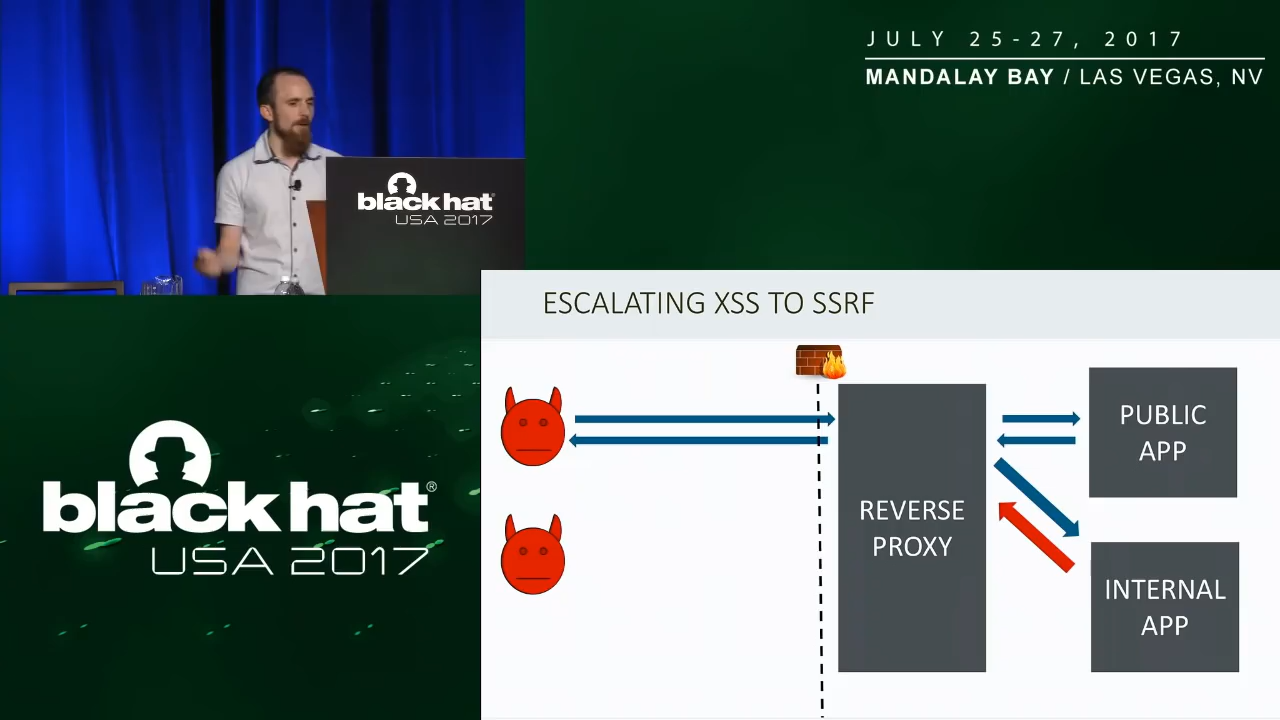 JULY 25-27, 2017
MANDALAY BAY / LAS VEGAS, NV
black hat
USA 2017
ESCALATING XSS TO SSRF
PUBLIC
APP
REVERSE
PROXY
INTERNAL
APP
black hat®
USA 2017